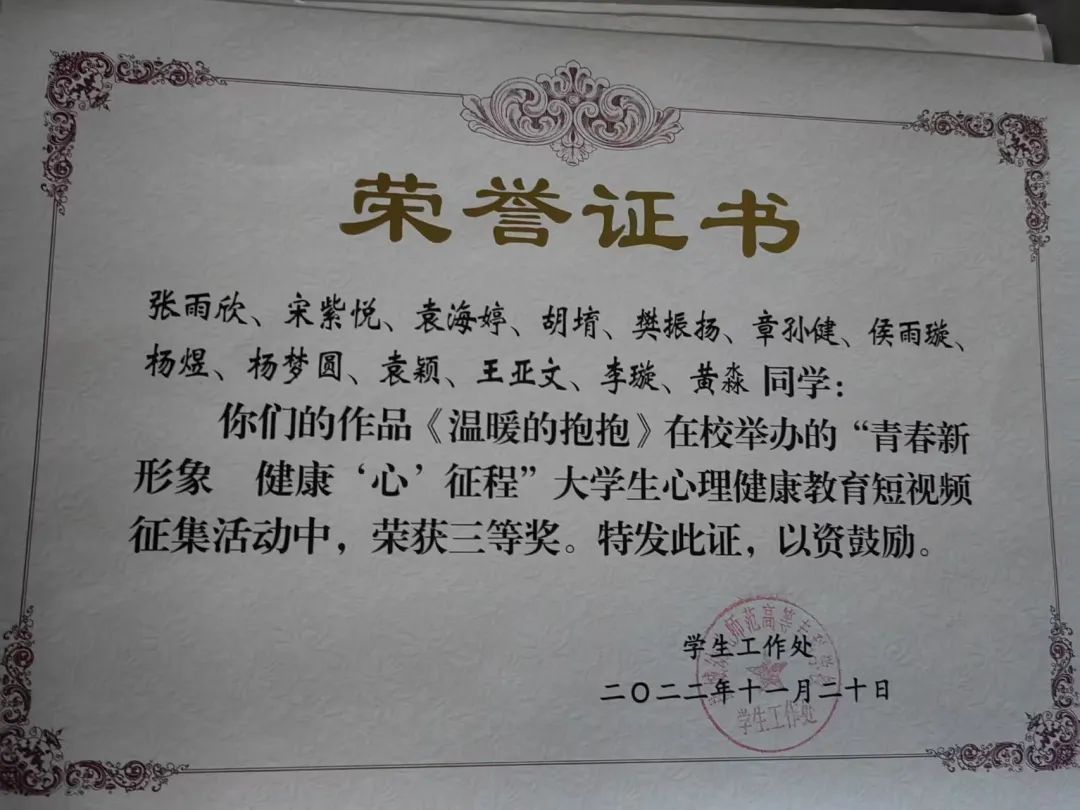 荣誉证书
张雨欣、宋紫悦、袁海婷、胡堉、樊振扬、章孙健、侯雨璇、
杨煜、杨梦圆、袁颖、王亚文、李璇、黄淼 同学：
你们的作品《温暖的抱抱》在校举办的“青春新
形象 健康‘心’征程”大学生心理健康教育短视频
征集活动中，荣获三等奖。特发此证，以资鼓励。
师范高等专
学生工作处
二〇二二年十一月二十日
学生工作处